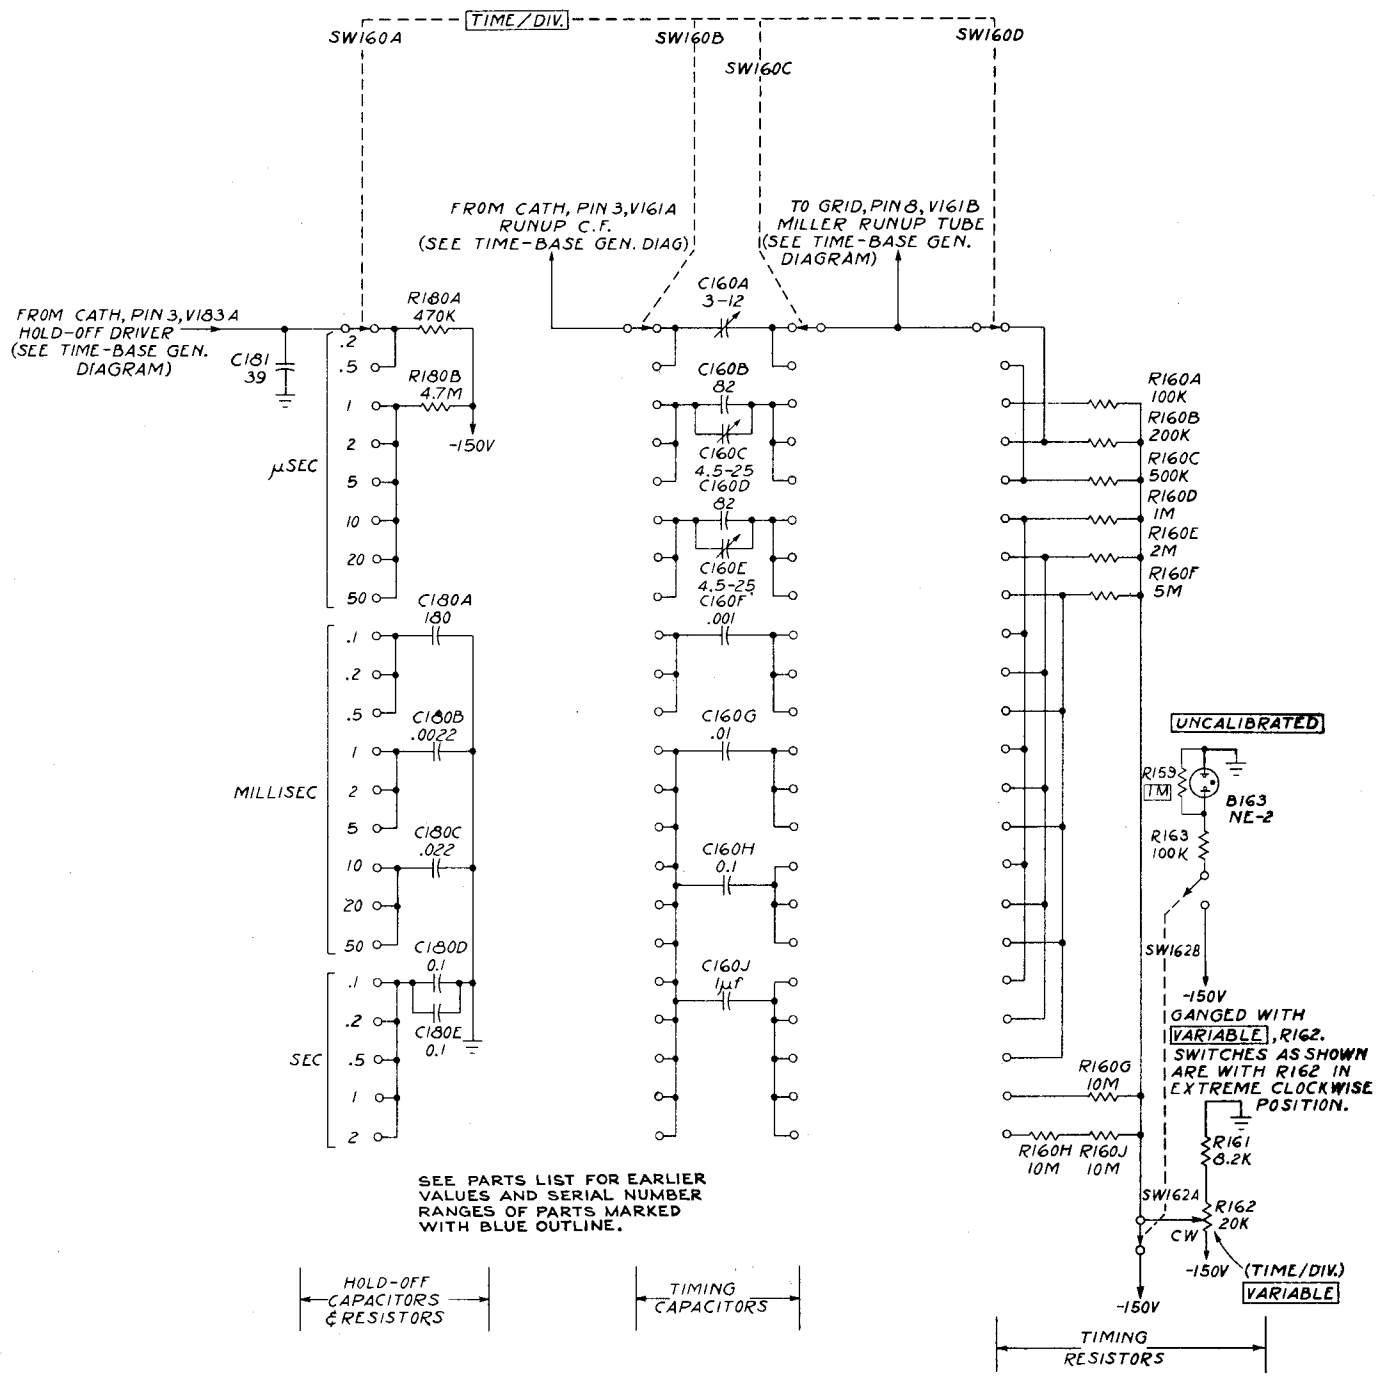 TIME/DIV.
SW160A
SW160B
SW160C
SW160D
FROM CATH, PIN 3, V161A
RUNUP C.F.
(SEE TIME-BASE GEN. DIAG)
TO GRID, PIN 8, V161B
MILLER RUNUP TUBE
(SEE TIME-BASE GEN.
DIAGRAM)
FROM CATH, PIN 3, V183A
HOLD-OFF DRIVER
(SEE TIME-BASE GEN.
DIAGRAM)
C181
39
R180A
470K
R180B
4.7M
-150V
μSEC
.2
.5
1
2
5
10
20
50
MILLISEC
.1
.2
.5
1
2
5
10
20
50
SEC
.1
.2
.5
1
2
C180A
180
C180B
.0022
C180C
.022
C180D
0.1
C180E
0.1
C160A
3-12
C160B
82
C160C
4.5-25
C160D
82
C160E
4.5-25
C160F
.001
C160G
.01
C160H
0.1
C160J
1μf
R160A
100K
R160B
200K
R160C
500K
R160D
1M
R160E
2M
R160F
5M
R160G
10M
R160H
10M
R160J
10M
UNCALIBRATED
R159
1M
B163
NE-2
R163
100K
SW162B
-150V
GANGED WITH
VARIABLE, R162.
SWITCHES AS SHOWN
ARE WITH R162 IN
EXTREME CLOCKWISE
POSITION.
R161
8.2K
SW162A
R162
20K
CW
-150V
(TIME/DIV.)
VARIABLE
-150V
SEE PARTS LIST FOR EARLIER
VALUES AND SERIAL NUMBER
RANGES OF PARTS MARKED
WITH BLUE OUTLINE.
HOLD-OFF
CAPACITORS
& RESISTORS
TIMING
CAPACITORS
TIMING
RESISTORS